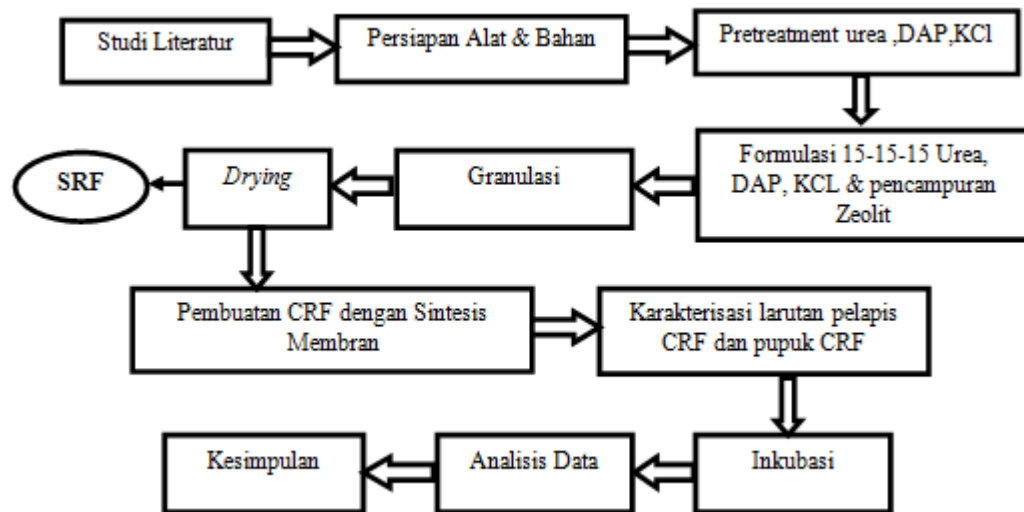 Studi Literatur
Persiapan Alat & Bahan
Pretreatment urea ,DAP,KCl
Formulasi 15-15-15 Urea,
DAP, KCL & pencampuran
Zeolit
Granulasi
Drying
SRF
Pembuatan CRF dengan Sintesis
Membran
Karakterisasi larutan pelapis
CRF dan pupuk CRF
Inkubasi
Analisis Data
Kesimpulan